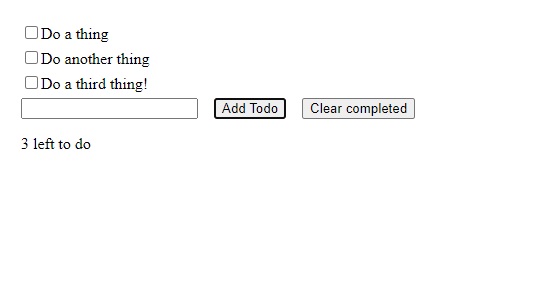 Do a thing
Do another thing
Do a third thing!
Add Todo Clear completed
3 left to do